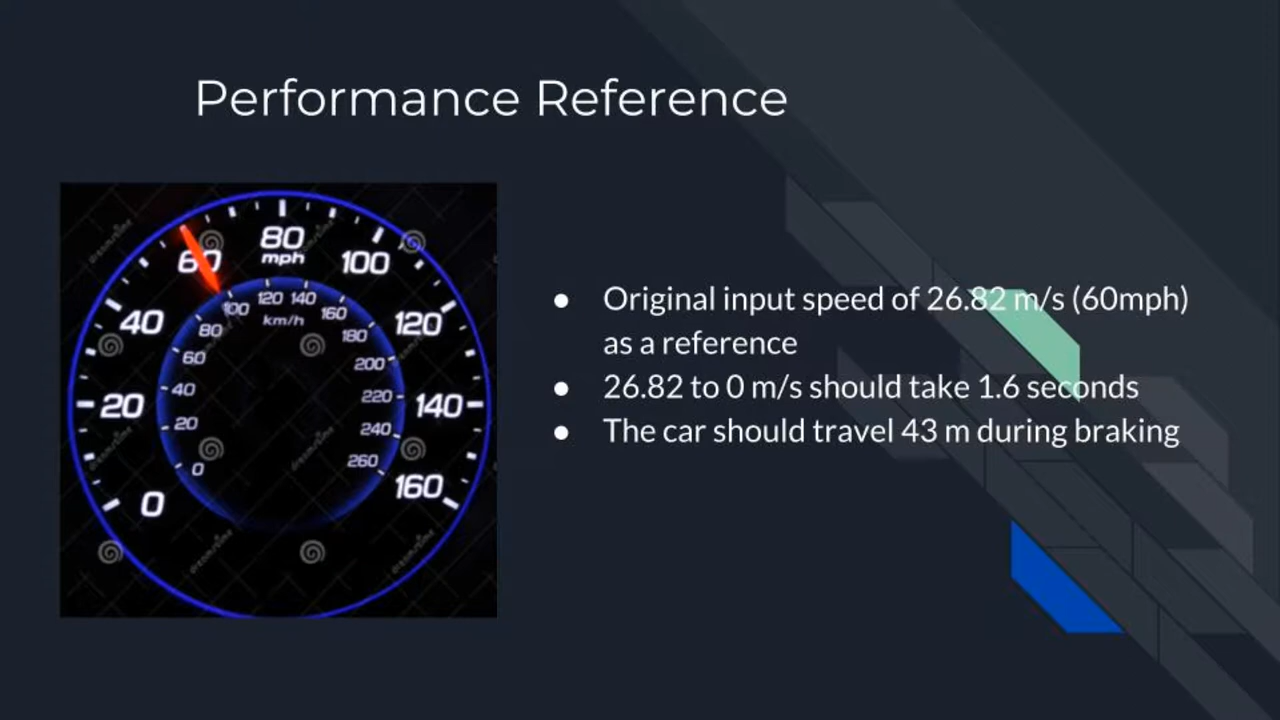 Performance Reference
80
mph
60
100
40
120
20
140
0
160
100
120
140
km/h
160
80
180
60
200
40
220
20
240
0
260
dreamstime
● Original input speed of 26.82 m/s (60mph)
as a reference
● 26.82 to 0 m/s should take 1.6 seconds
● The car should travel 43 m during braking